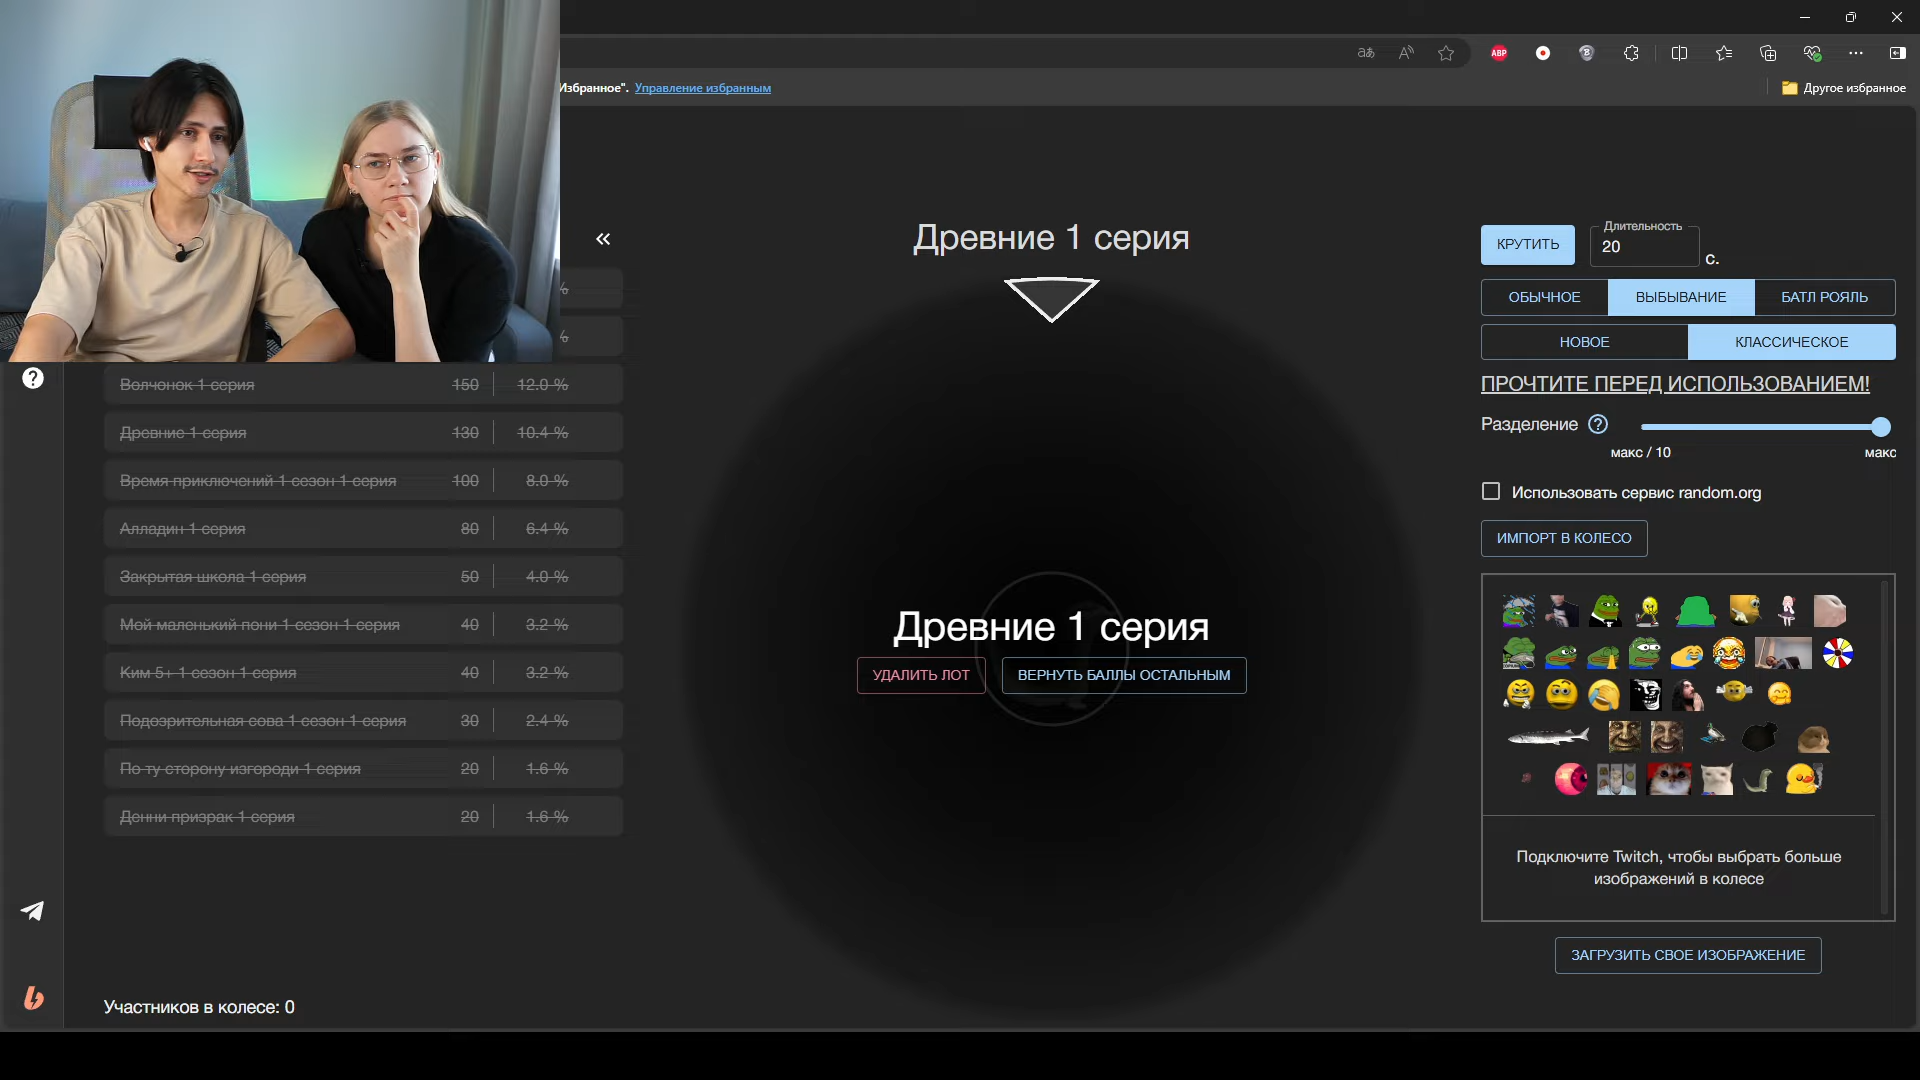 ABP
Избранное". Управление избранным
Другое избранное
Древние 1 серия
КРУТИТЬ
Длительность
20
с.
ОБЫЧНОЕ
ВЫБЫВАНИЕ
БАТЛ РОЯЛЬ
НОВОЕ
КЛАССИЧЕСКОЕ
ПРОЧТИТЕ ПЕРЕД ИСПОЛЬЗОВАНИЕМ!
Разделение
макс / 10
макс
Использовать сервис random.org
ИМПОРТ В КОЛЕСО
%
%
Волчонок 1 серия 150 12.0 %
Древние 1 серия 130 10.4 %
Время приключений 1 сезон 1 серия 100 8.0 %
Алладин 1 серия 80 6.4 %
Закрытая школа 1 серия 50 4.0 %
Мой маленький пони 1 сезон 1 серия 40 3.2 %
Ким 5+ 1 сезон 1 серия 40 3.2 %
Подозрительная сова 1 сезон 1 серия 30 2.4 %
По ту сторону изгороди 1 серия 20 1.6 %
Денни призрак 1 серия 20 1.6 %
Древние 1 серия
УДАЛИТЬ ЛОТ
ВЕРНУТЬ БАЛЛЫ ОСТАЛЬНЫМ
Подключите Twitch, чтобы выбрать больше
изображений в колесе
ЗАГРУЗИТЬ СВОЕ ИЗОБРАЖЕНИЕ
Участников в колесе: 0